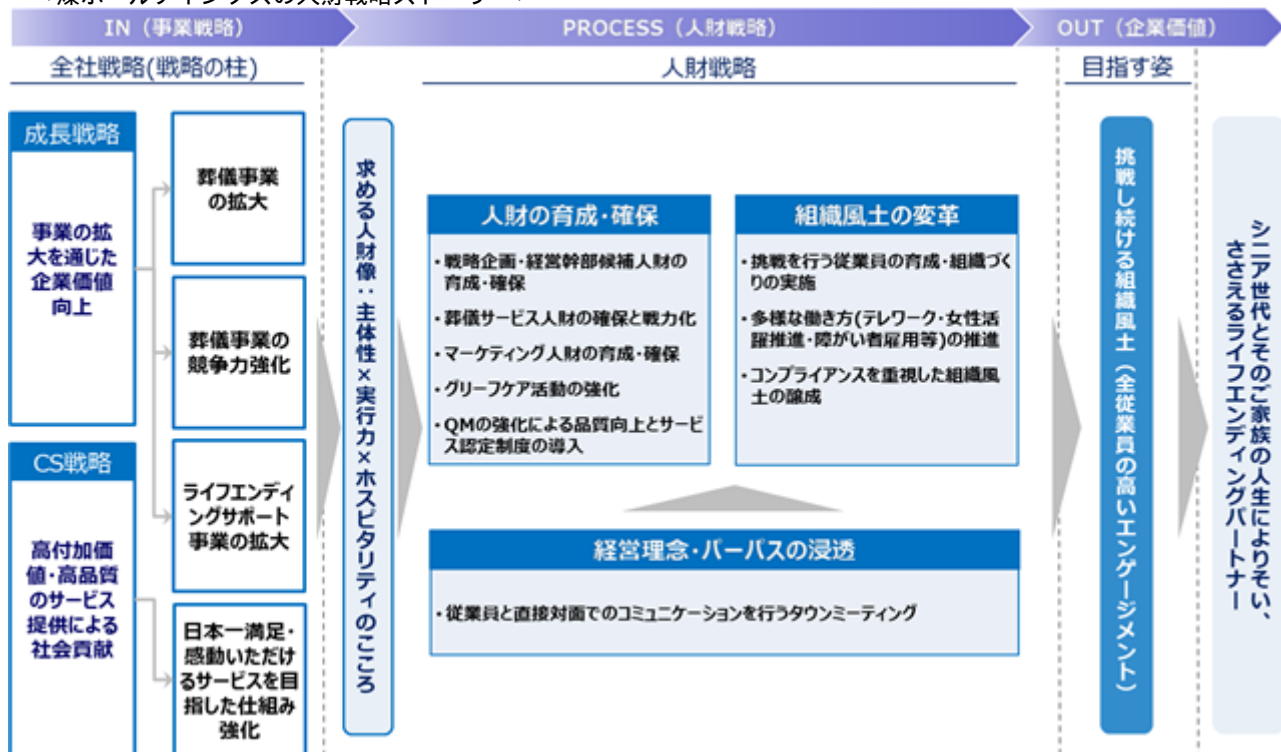 IN（事業戦略）
PROCESS（人財戦略）
OUT（企業価値）
全社戦略(戦略の柱)
人財戦略
目指す姿
成長戦略
事業の拡
大を通じた
企業価値
向上
CS戦略
高付加価
値・高品質
のサービス
提供による
社会貢献
葬儀事業
の拡大
葬儀事業の
競争力強化
ライフエンディ
ングサポート
事業の拡大
日本一満足・
感動いただけ
るサービスを目
指した仕組み
強化
求める人財像：主体性×実行力×ホスピタリティのこころ
人財の育成・確保
・戦略企画・経営幹部候補人財の
育成・確保
・葬儀サービス人財の確保と戦力化
・マーケティング人財の育成・確保
・グリーフケア活動の強化
・QMの強化による品質向上とサービ
ス認定制度の導入
組織風土の変革
・挑戦を行う従業員の育成・組織づく
りの実施
・多様な働き方(テレワーク・女性活
躍推進・障がい者雇用等)の推進
・コンプライアンスを重視した組織風
土の醸成
経営理念・パーパスの浸透
・従業員と直接対面でのコミュニケーションを行うタウンミーティング
挑戦し続ける組織風土（全従業員の高いエンゲージメント）
シニア世代とそのご家族の人生によりそい、
ささえるライフエンディングパートナー